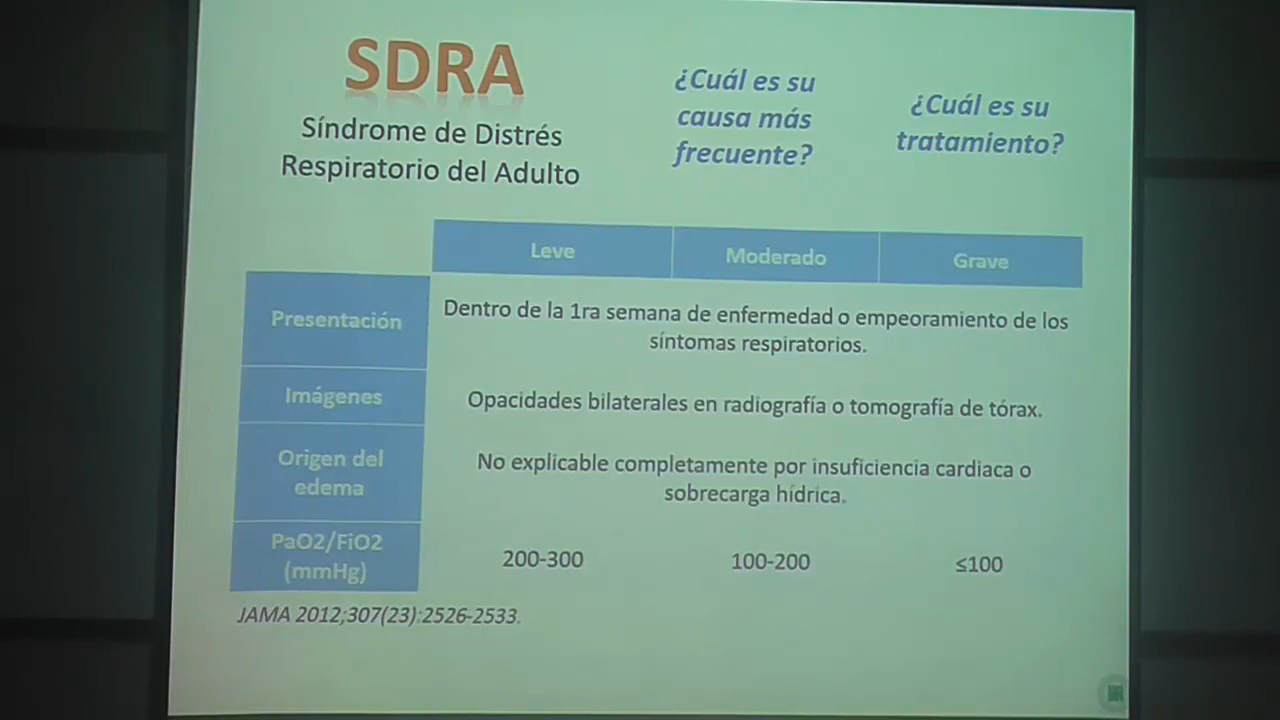 SDRA
Síndrome de Distrés
Respiratorio del Adulto
¿Cuál es su
causa más
frecuente?
¿Cuál es su
tratamiento?
Leve
Moderado
Grave
Presentación
Dentro de la 1ra semana de enfermedad o empeoramiento de los
síntomas respiratorios.
Imágenes
Opacidades bilaterales en radiografía o tomografía de tórax.
Origen del
edema
No explicable completamente por insuficiencia cardiaca o
sobrecarga hídrica.
PaO2/FiO2
(mmHg)
200-300
100-200
≤100
JAMA 2012;307(23):2526-2533.